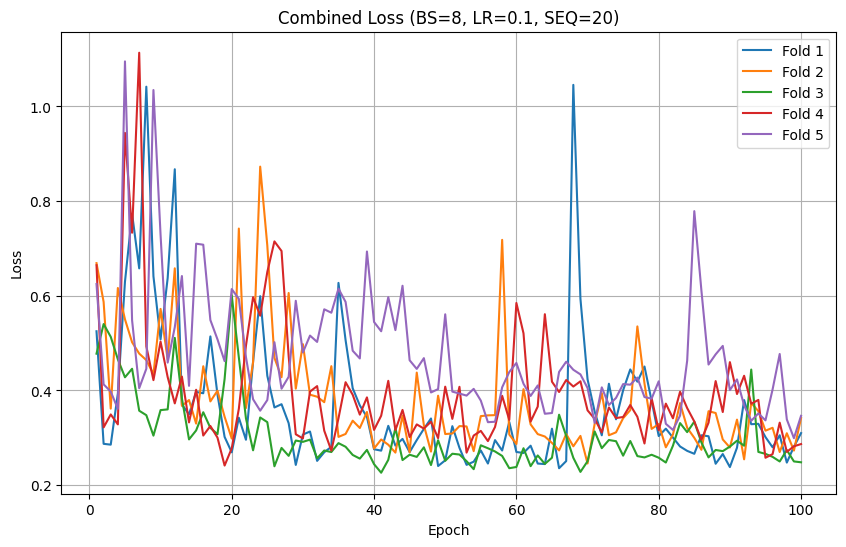 Combined Loss (BS=8, LR=0.1, SEQ=20)
Fold 1
Fold 2
Fold 3
Fold 4
Fold 5
1.0
0.8
0.6
0.4
0.2
Loss
0 20 40 60 80 100
Epoch